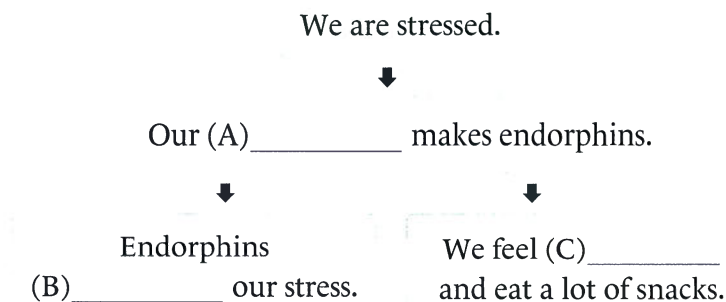 We are stressed.
Our (A)__________ makes endorphins.
Endorphins
(B)__________ our stress.
We feel (C)_________
and eat a lot of snacks.